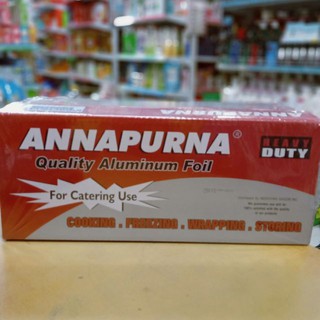 ANNAPURNA®
HEAVY
DUTY
Quality Aluminum Foil
For Catering Use
COOKING . FREEZING . WRAPPING . STORING